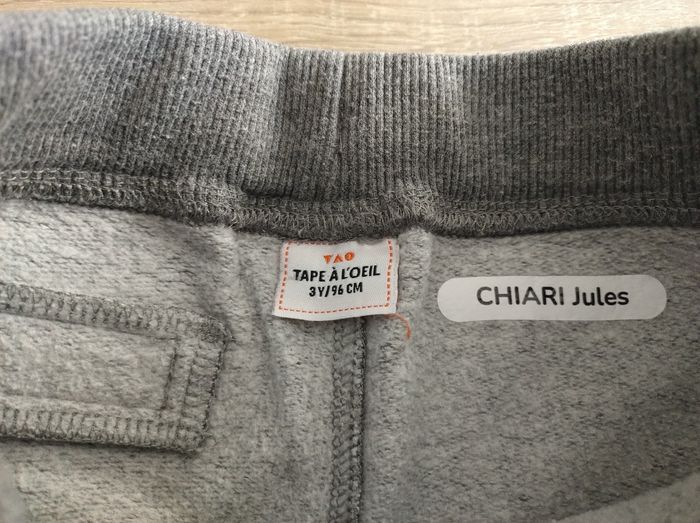 TAO
TAPE À L'OEIL
3Y/96 CM
CHIARI Jules